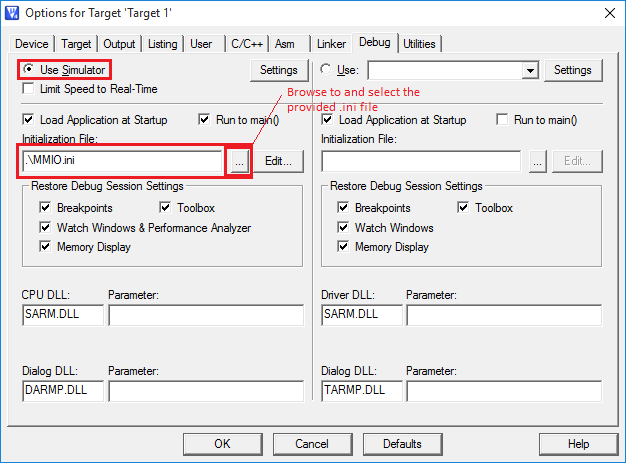 Options for Target 'Target 1'
Device Target Output Listing User C/C++ Asm Linker Debug Utilities
Use Simulator Settings
Limit Speed to Real-Time
Use: Settings
Browse to and select the
provided .ini file
Load Application at Startup Run to main()
Initialization File:
.\MMIO.ini ... Edit...
Load Application at Startup Run to main()
Initialization File:
... Edit...
Restore Debug Session Settings
Breakpoints Toolbox
Watch Windows & Performance Analyzer
Memory Display
Restore Debug Session Settings
Breakpoints Toolbox
Watch Windows
Memory Display
CPU DLL: Parameter:
SARM.DLL
Driver DLL: Parameter:
SARM.DLL
Dialog DLL: Parameter:
DARMP.DLL
Dialog DLL: Parameter:
TARMP.DLL
OK Cancel Defaults Help